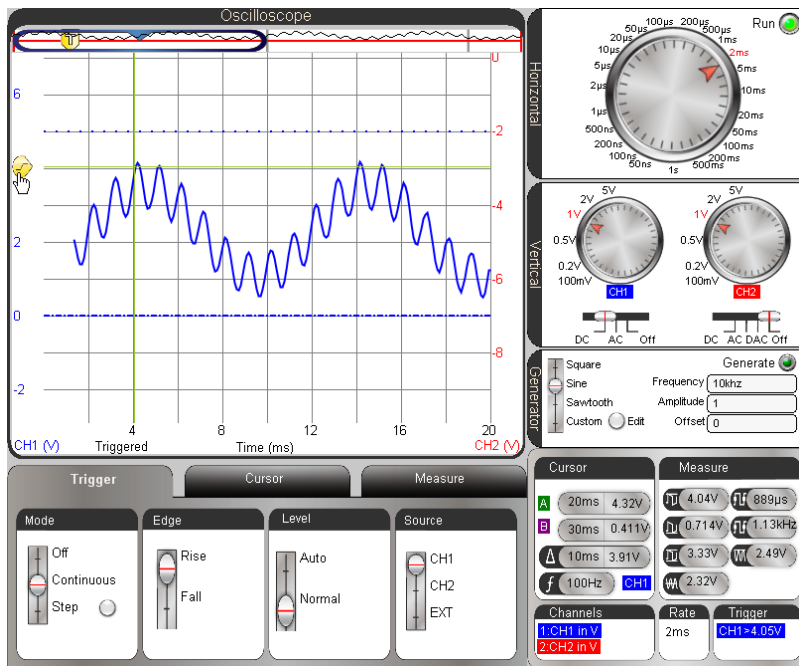 Oscilloscope
T
U
6
2
0
-2
-2
-4
-6
-8
4
8
12
16
20
CH1 (V)
Triggered
Time (ms)
CH2 (V)
Horizontal
Run
1µs
2µs
5µs
10µs
20µs
50µs
100µs
200µs
500µs
1ms
2ms
5ms
10ms
20ms
50ms
100ms
200ms
500ms
1s
50ns
100ns
200ns
500ns
Vertical
5V
2V
1V
0.5V
0.2V
100mV
CH1
DC AC Off
5V
2V
1V
0.5V
0.2V
100mV
CH2
DC AC DAC Off
Generator
Square
Sine
Sawtooth
Custom
Edit
Generate
Frequency 10khz
Amplitude 1
Offset 0
Trigger
Cursor
Measure
Mode
Off
Continuous
Step
Edge
Rise
Fall
Level
Auto
Normal
Source
CH1
CH2
EXT
Cursor
A 20ms 4.32V
B 30ms 0.411V
Δ 10ms 3.91V
f 100Hz CH1
Measure
4.04V 889µs
0.714V 1.13kHz
3.33V 2.49V
2.32V
Channels
1:CH1 in V
2:CH2 in V
Rate
2ms
Trigger
CH1>4.05V